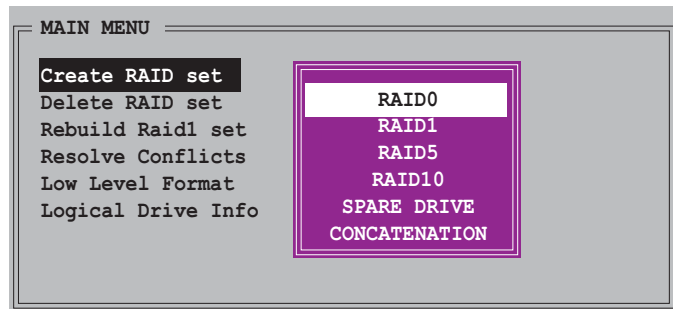 MAIN MENU
Create RAID set
Delete RAID set
Rebuild Raid1 set
Resolve Conflicts
Low Level Format
Logical Drive Info
RAID0
RAID1
RAID5
RAID10
SPARE DRIVE
CONCATENATION